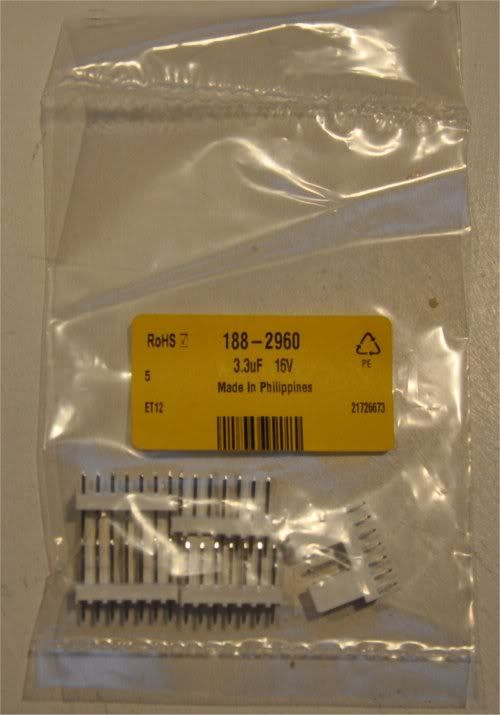 RoHS
188-2960
3.3uF 16V
PE
5
Made in Philippines
ET12
21726673